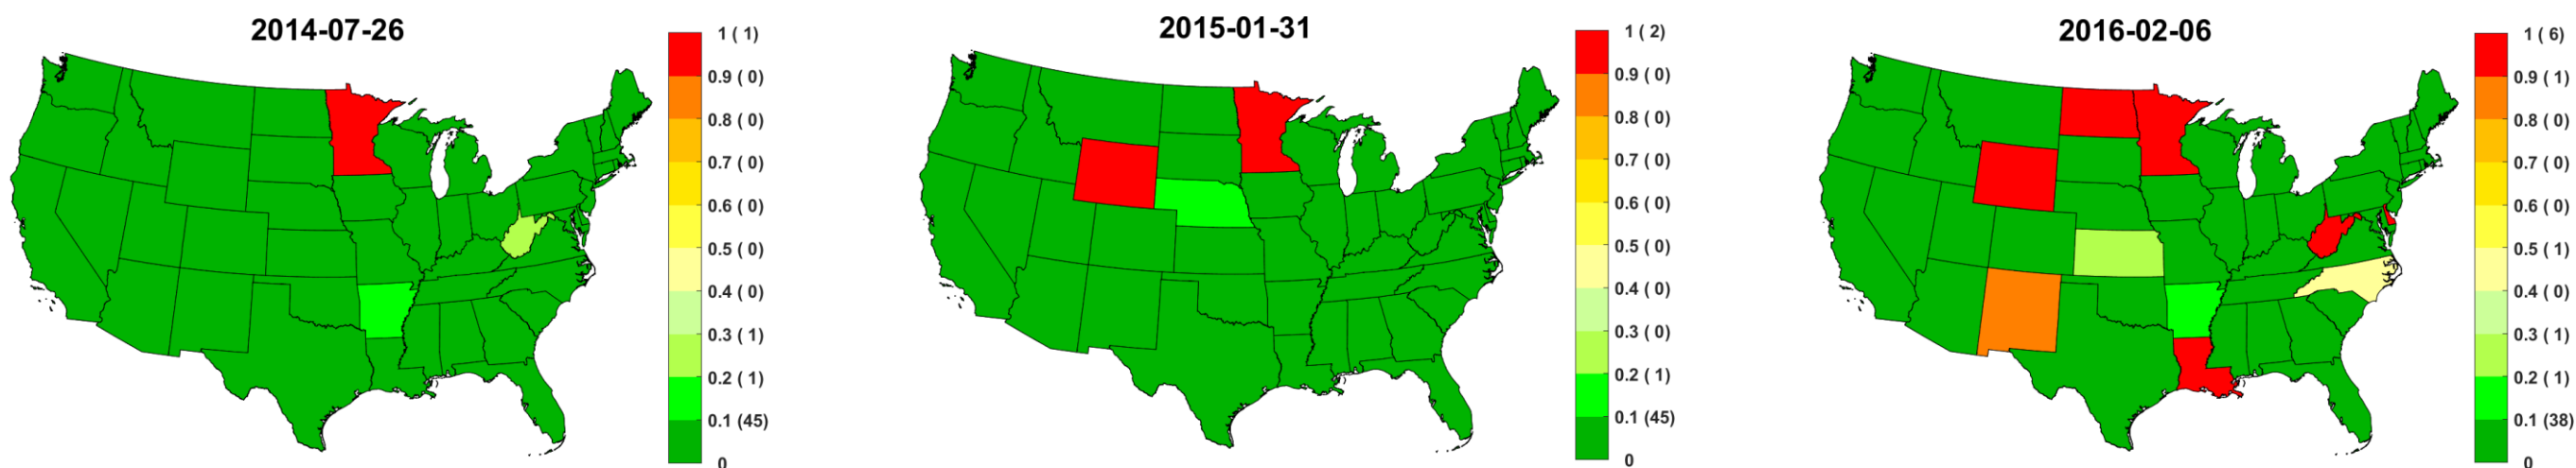 2014-07-26
1 ( 1)
0.9 ( 0)
0.8 ( 0)
0.7 ( 0)
0.6 ( 0)
0.5 ( 0)
0.4 ( 0)
0.3 ( 1)
0.2 ( 1)
0.1 (45)
0
2015-01-31
1 ( 2)
0.9 ( 0)
0.8 ( 0)
0.7 ( 0)
0.6 ( 0)
0.5 ( 0)
0.4 ( 0)
0.3 ( 0)
0.2 ( 1)
0.1 (45)
0
2016-02-06
1 ( 6)
0.9 ( 1)
0.8 ( 0)
0.7 ( 0)
0.6 ( 0)
0.5 ( 1)
0.4 ( 0)
0.3 ( 1)
0.2 ( 1)
0.1 (38)
0